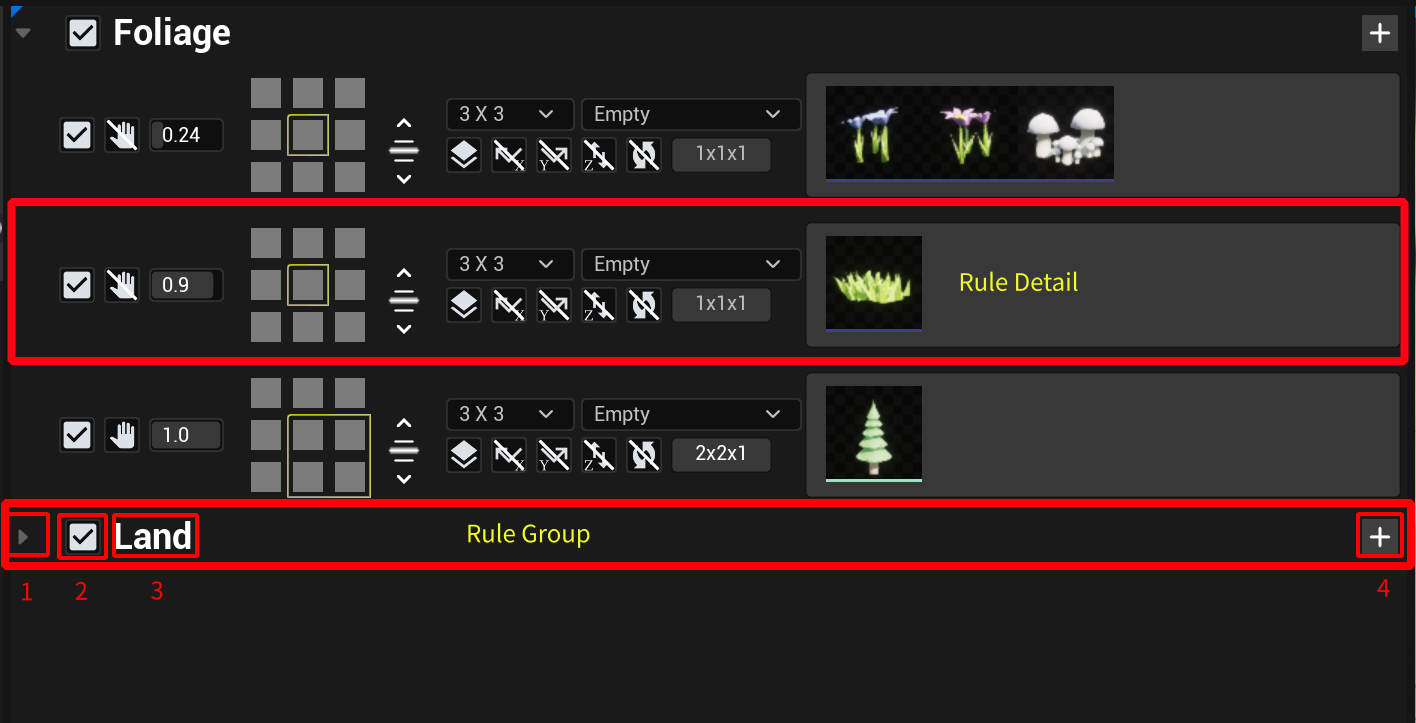 Foliage
3 X 3 Empty
0.24
X Y Z 1x1x1
3 X 3 Empty
0.9 Rule Detail
X Y Z 1x1x1
3 X 3 Empty
1.0
X Y Z 2x2x1
Land Rule Group
1 2 3 4